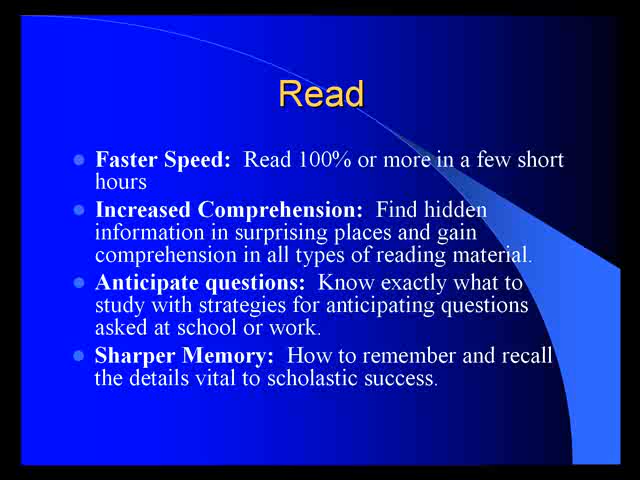 Read
Faster Speed: Read 100% or more in a few short
hours
Increased Comprehension: Find hidden
information in surprising places and gain
comprehension in all types of reading material.
Anticipate questions: Know exactly what to
study with strategies for anticipating questions
asked at school or work.
Sharper Memory: How to remember and recall
the details vital to scholastic success.